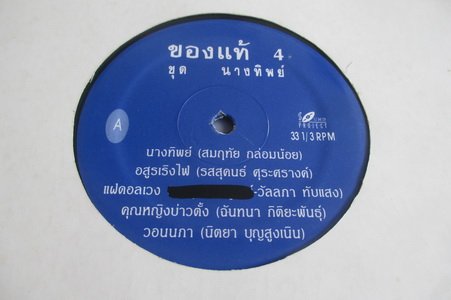 ของแท้ 4
ชุด นางทิพย์
A
SOUND PROJECT
33 1/3 RPM
นางทิพย์ (สมฤทัย กล่อมน้อย)
อสูรเริงไฟ (รสสุคนธ์ ศุระศรางค์)
แฝดอลเวง -วัลลภา ทับแสง)
คุณหญิงบ่าวตั้ง (ฉันทนา กิติยะพันธุ์)
วอนนภา (นิตยา บุญสูงเนิน)